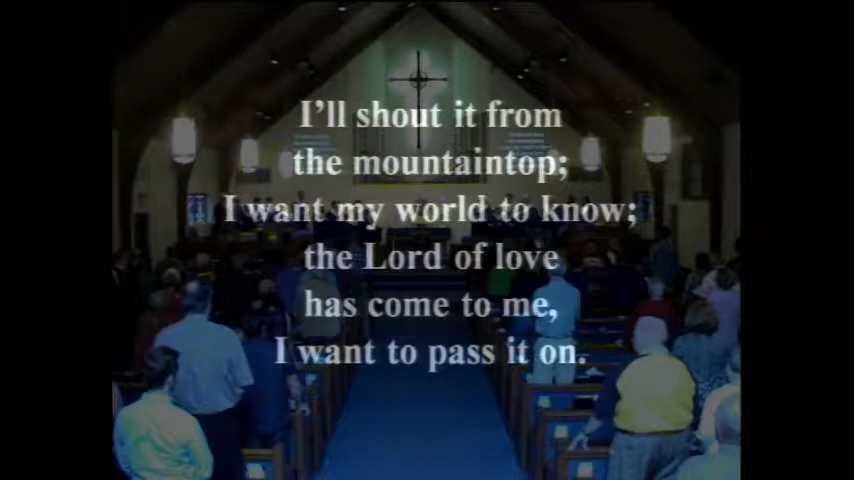 I’ll shout it from
the mountaintop;
I want my world to know;
the Lord of love
has come to me,
I want to pass it on.